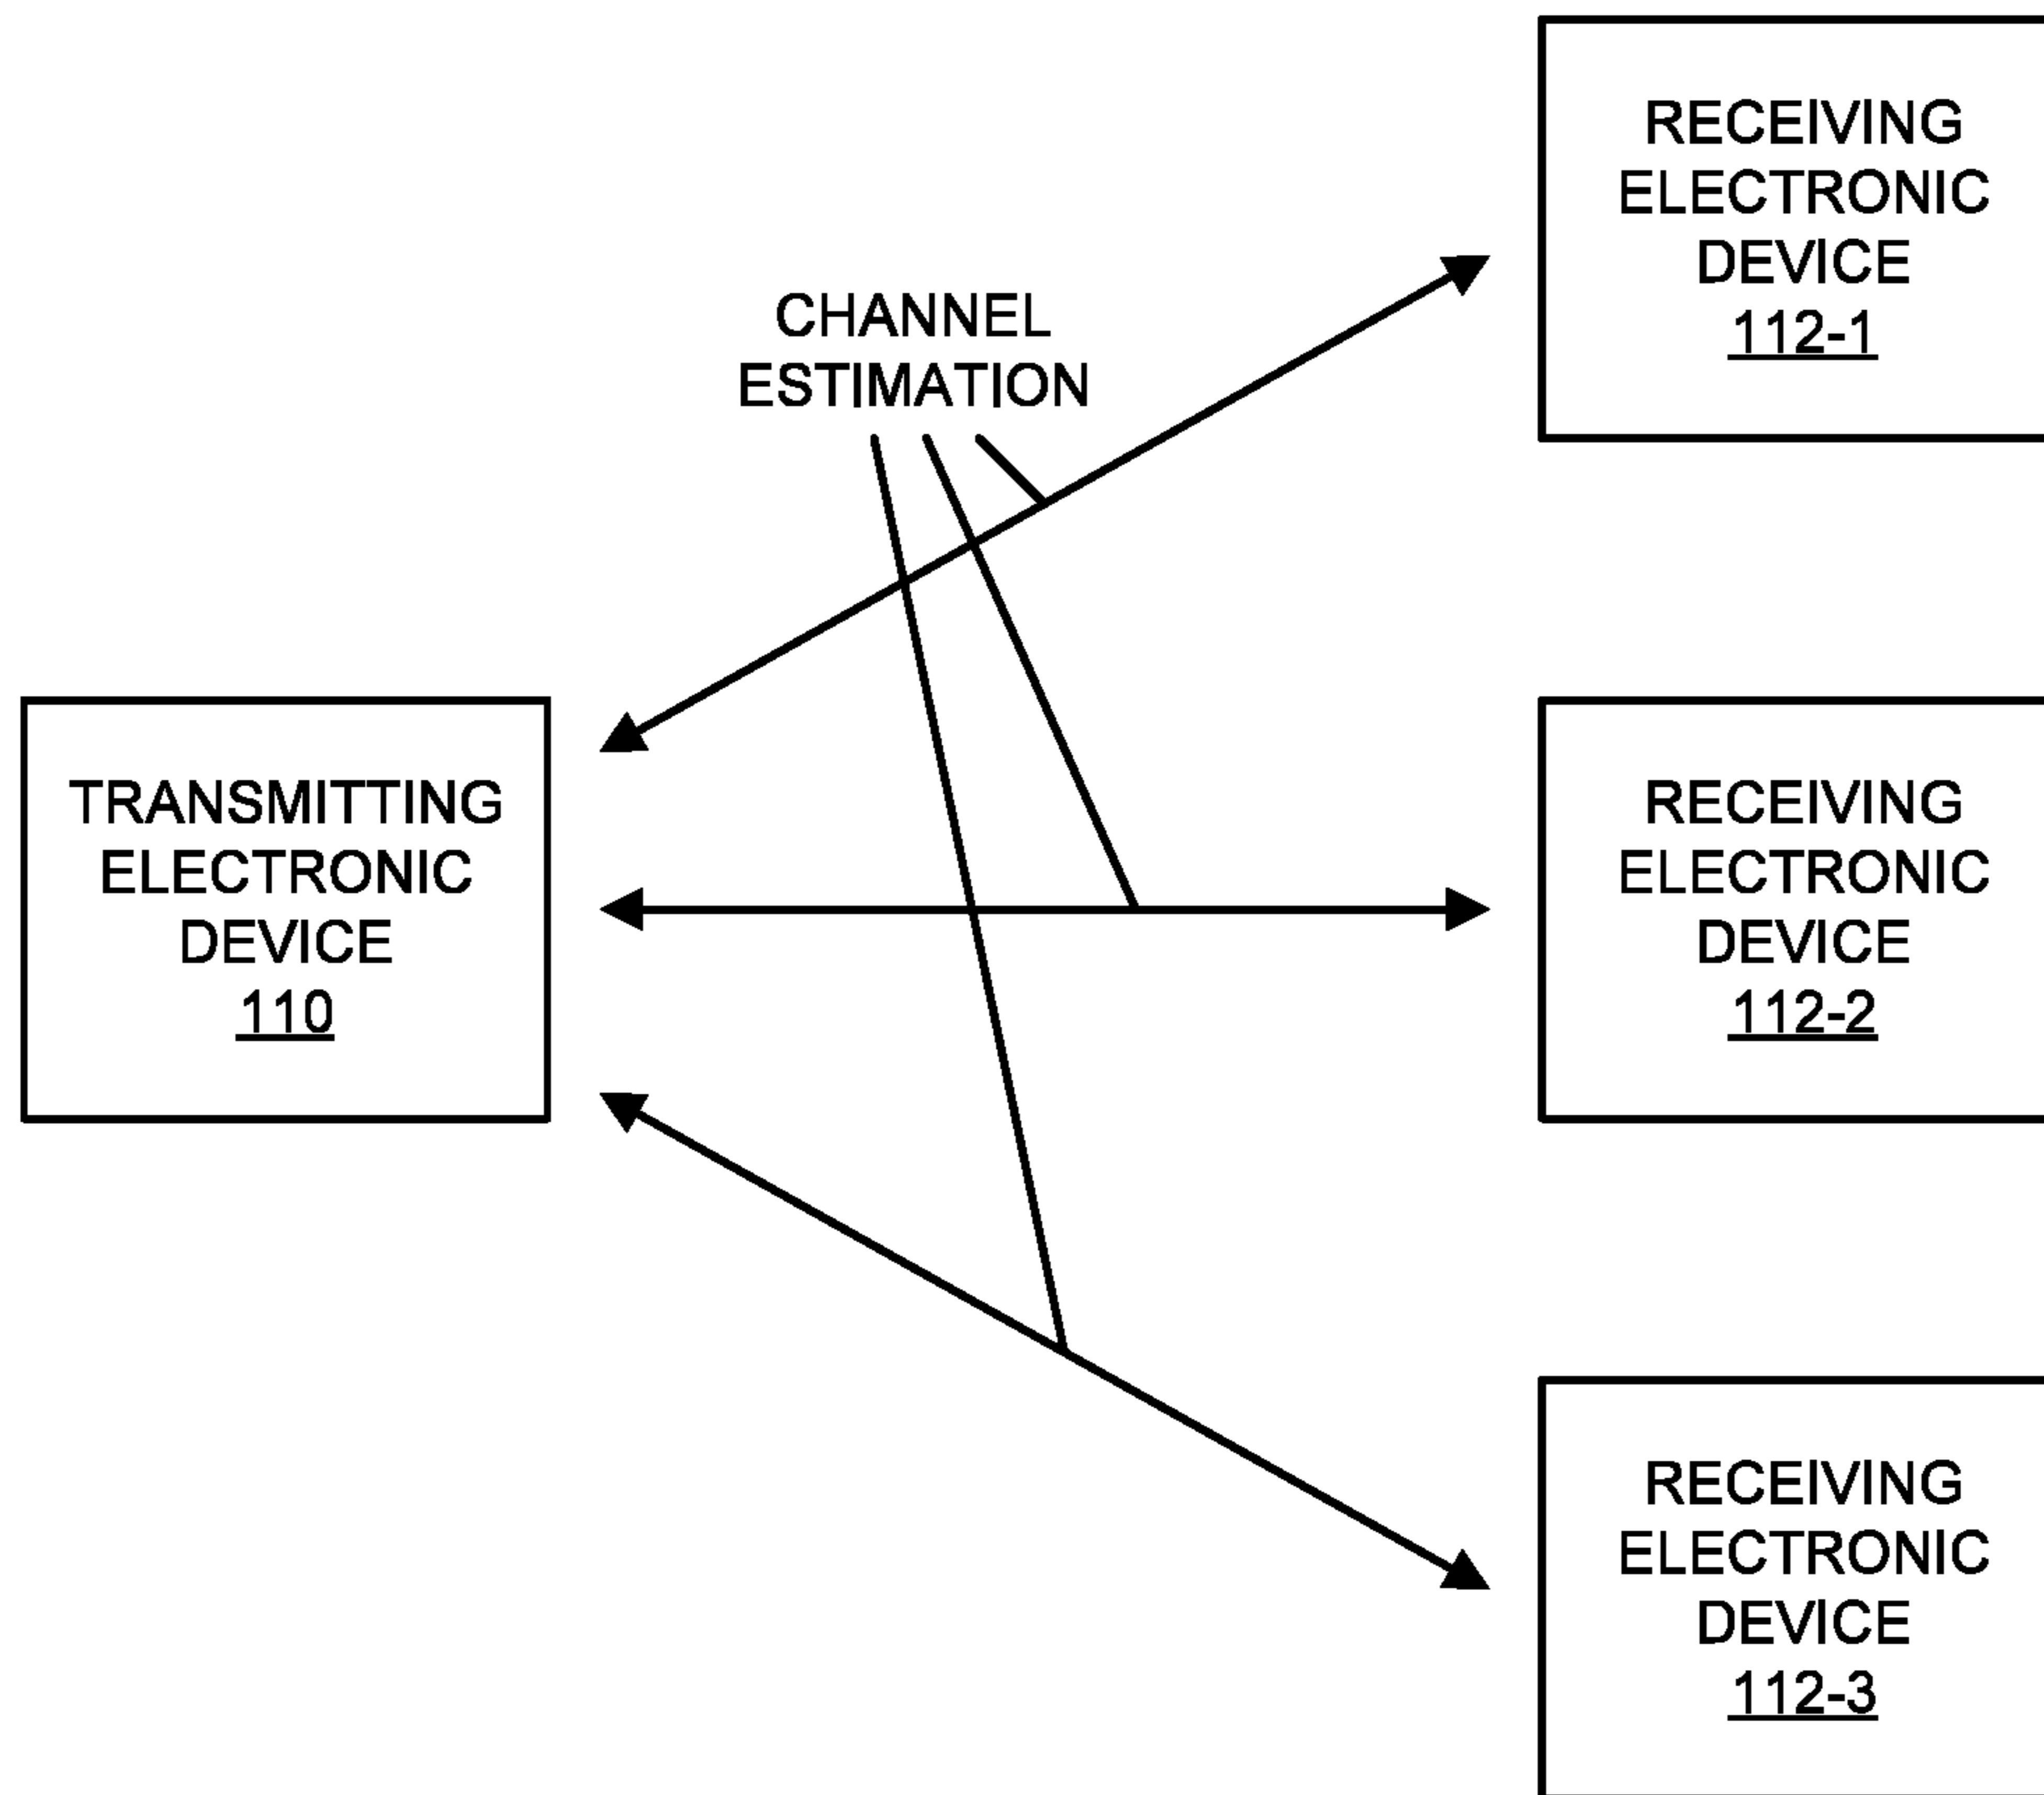 RECEIVING
ELECTRONIC
DEVICE
112-1
CHANNEL
ESTIMATION
TRANSMITTING
ELECTRONIC
DEVICE
110
RECEIVING
ELECTRONIC
DEVICE
112-2
RECEIVING
ELECTRONIC
DEVICE
112-3